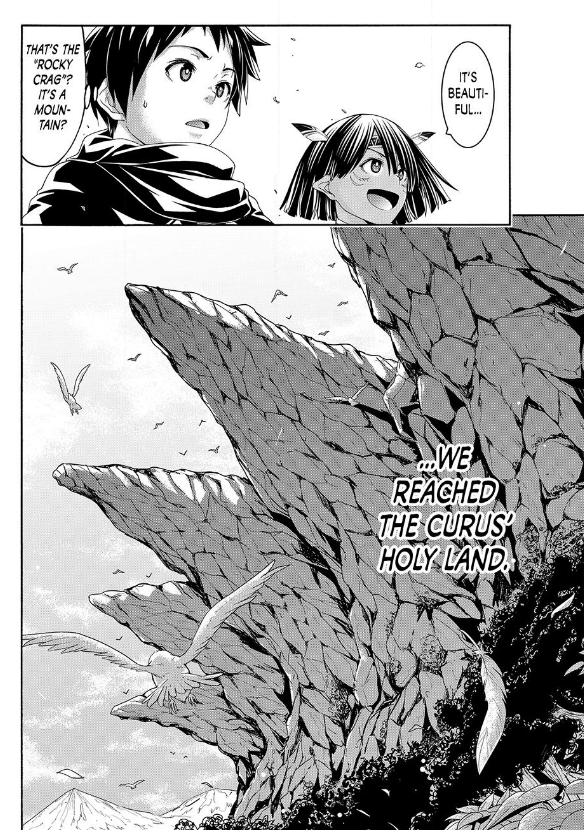 THAT'S THE
"ROCKY
CRAG"?
IT'S A
MOUN-
TAIN?
IT'S
BEAUTI-
FUL...
...WE
REACHED
THE CURUS'
HOLY LAND.